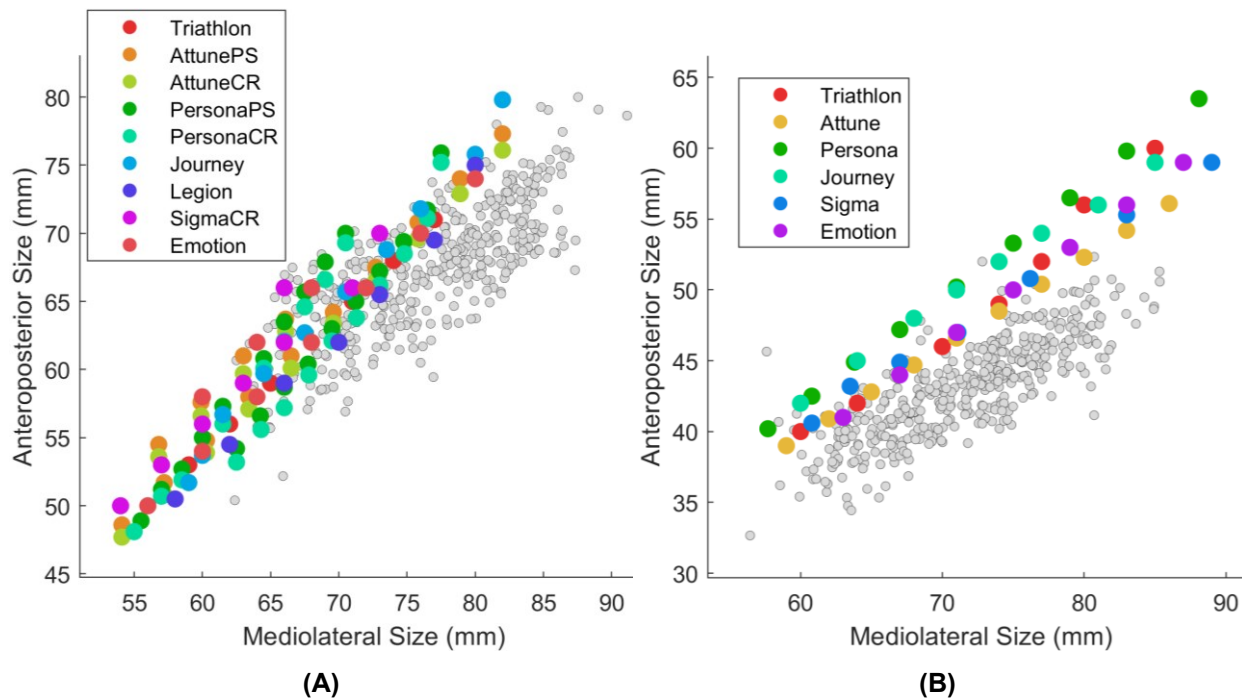 Triathlon
AttunePS
AttuneCR
PersonaPS
PersonaCR
Journey
Legion
SigmaCR
Emotion
80
75
70
65
60
55
50
45
Anteroposterior Size (mm)
55 60 65 70 75 80 85 90
Mediolateral Size (mm)
(A)
Triathlon
Attune
Persona
Journey
Sigma
Emotion
65
60
55
50
45
40
35
30
Anteroposterior Size (mm)
60 70 80 90
Mediolateral Size (mm)
(B)